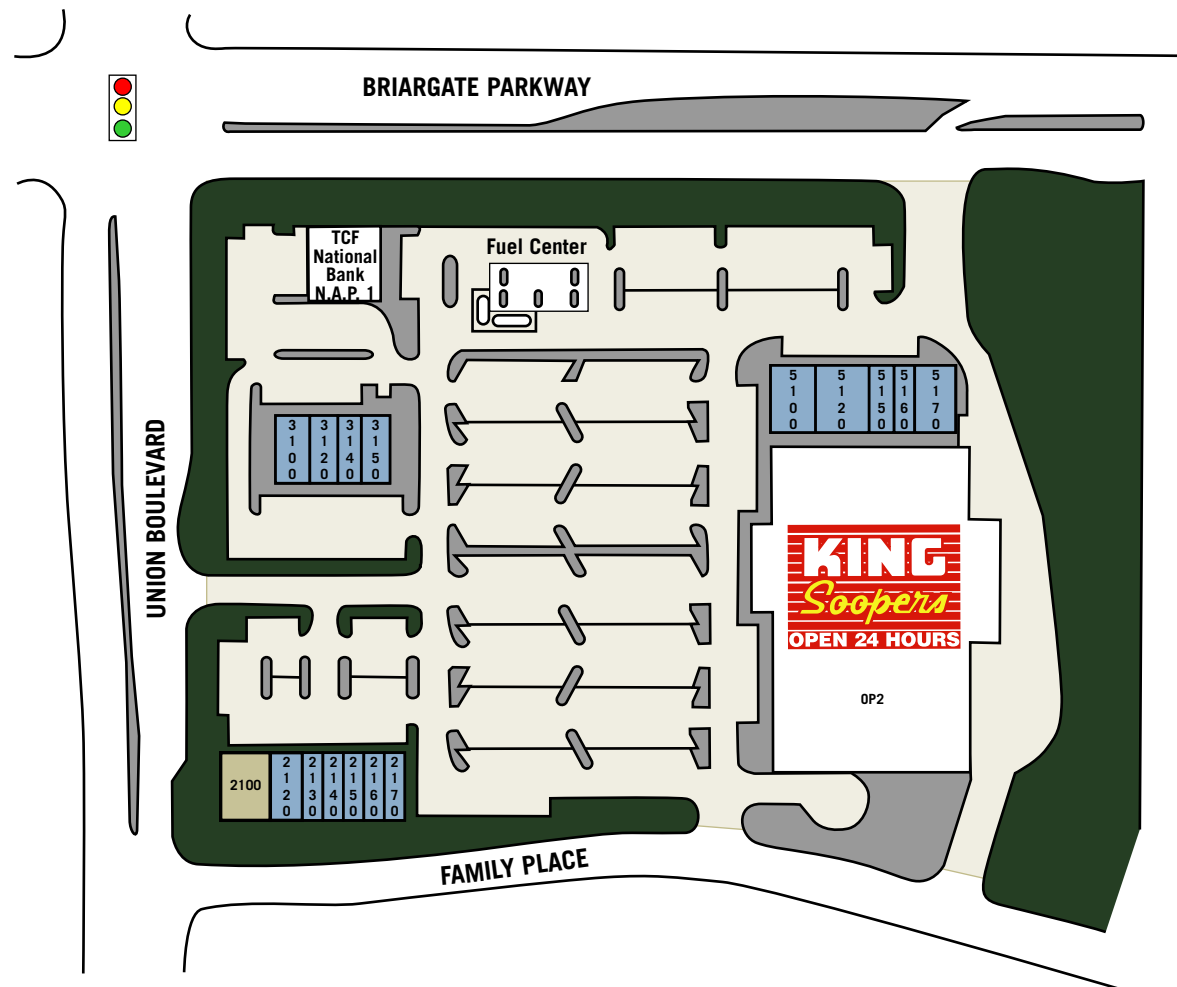 BRIARGATE PARKWAY
TCF
National
Bank
N.A.P. 1
Fuel Center
5100
5120
5150
5160
5170
3100
3120
3140
3150
UNION BOULEVARD
KING
Soopers
OPEN 24 HOURS
OP2
2100
2120
2130
2140
2150
2160
2170
FAMILY PLACE